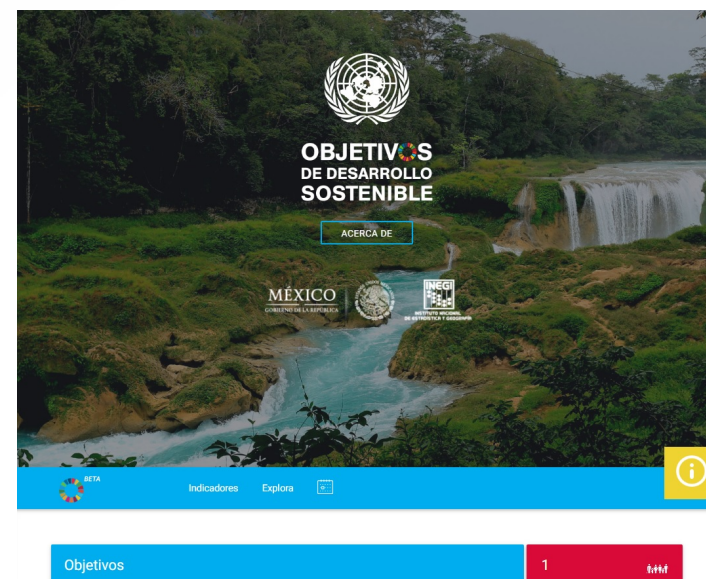 OBJETIVOS
DE DESARROLLO
SOSTENIBLE
ACERCA DE
MÉXICO
GOBIERNO DE LA REPÚBLICA
INEGI
INSTITUTO NACIONAL
DE ESTADÍSTICA Y GEOGRAFÍA
BETA
Indicadores Explora
Objetivos
1